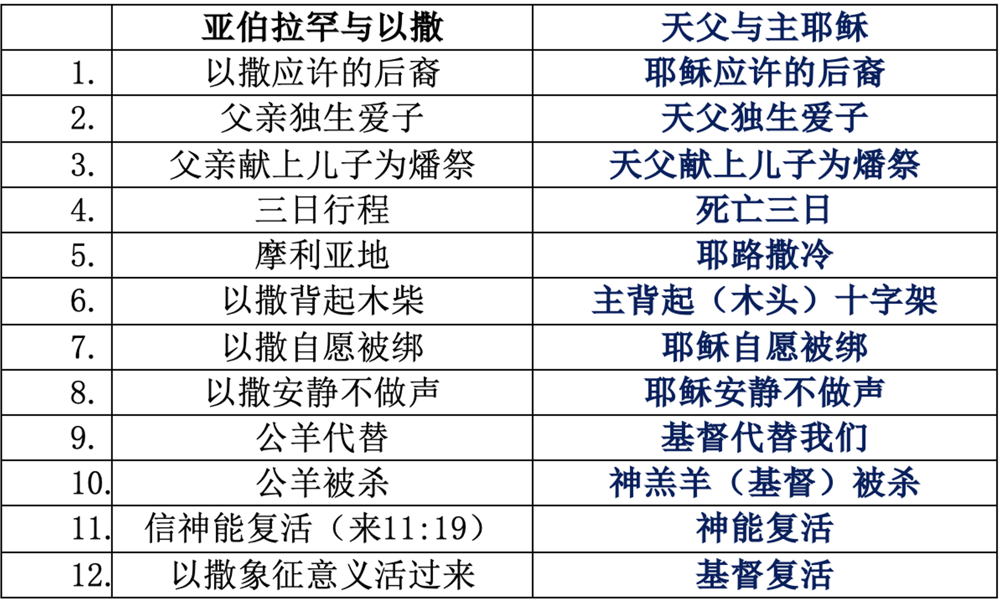 亚伯拉罕与以撒 天父与主耶稣
1. 以撒应许的后裔 耶稣应许的后裔
2. 父亲独生爱子 天父独生爱子
3. 父亲献上儿子为燔祭 天父献上儿子为燔祭
4. 三日行程 死亡三日
5. 摩利亚地 耶路撒冷
6. 以撒背起木柴 主背起（木头）十字架
7. 以撒自愿被绑 耶稣自愿被绑
8. 以撒安静不做声 耶稣安静不做声
9. 公羊代替 基督代替我们
10. 公羊被杀 神羔羊（基督）被杀
11. 信神能复活（来11:19） 神能复活
12. 以撒象征意义活过来 基督复活